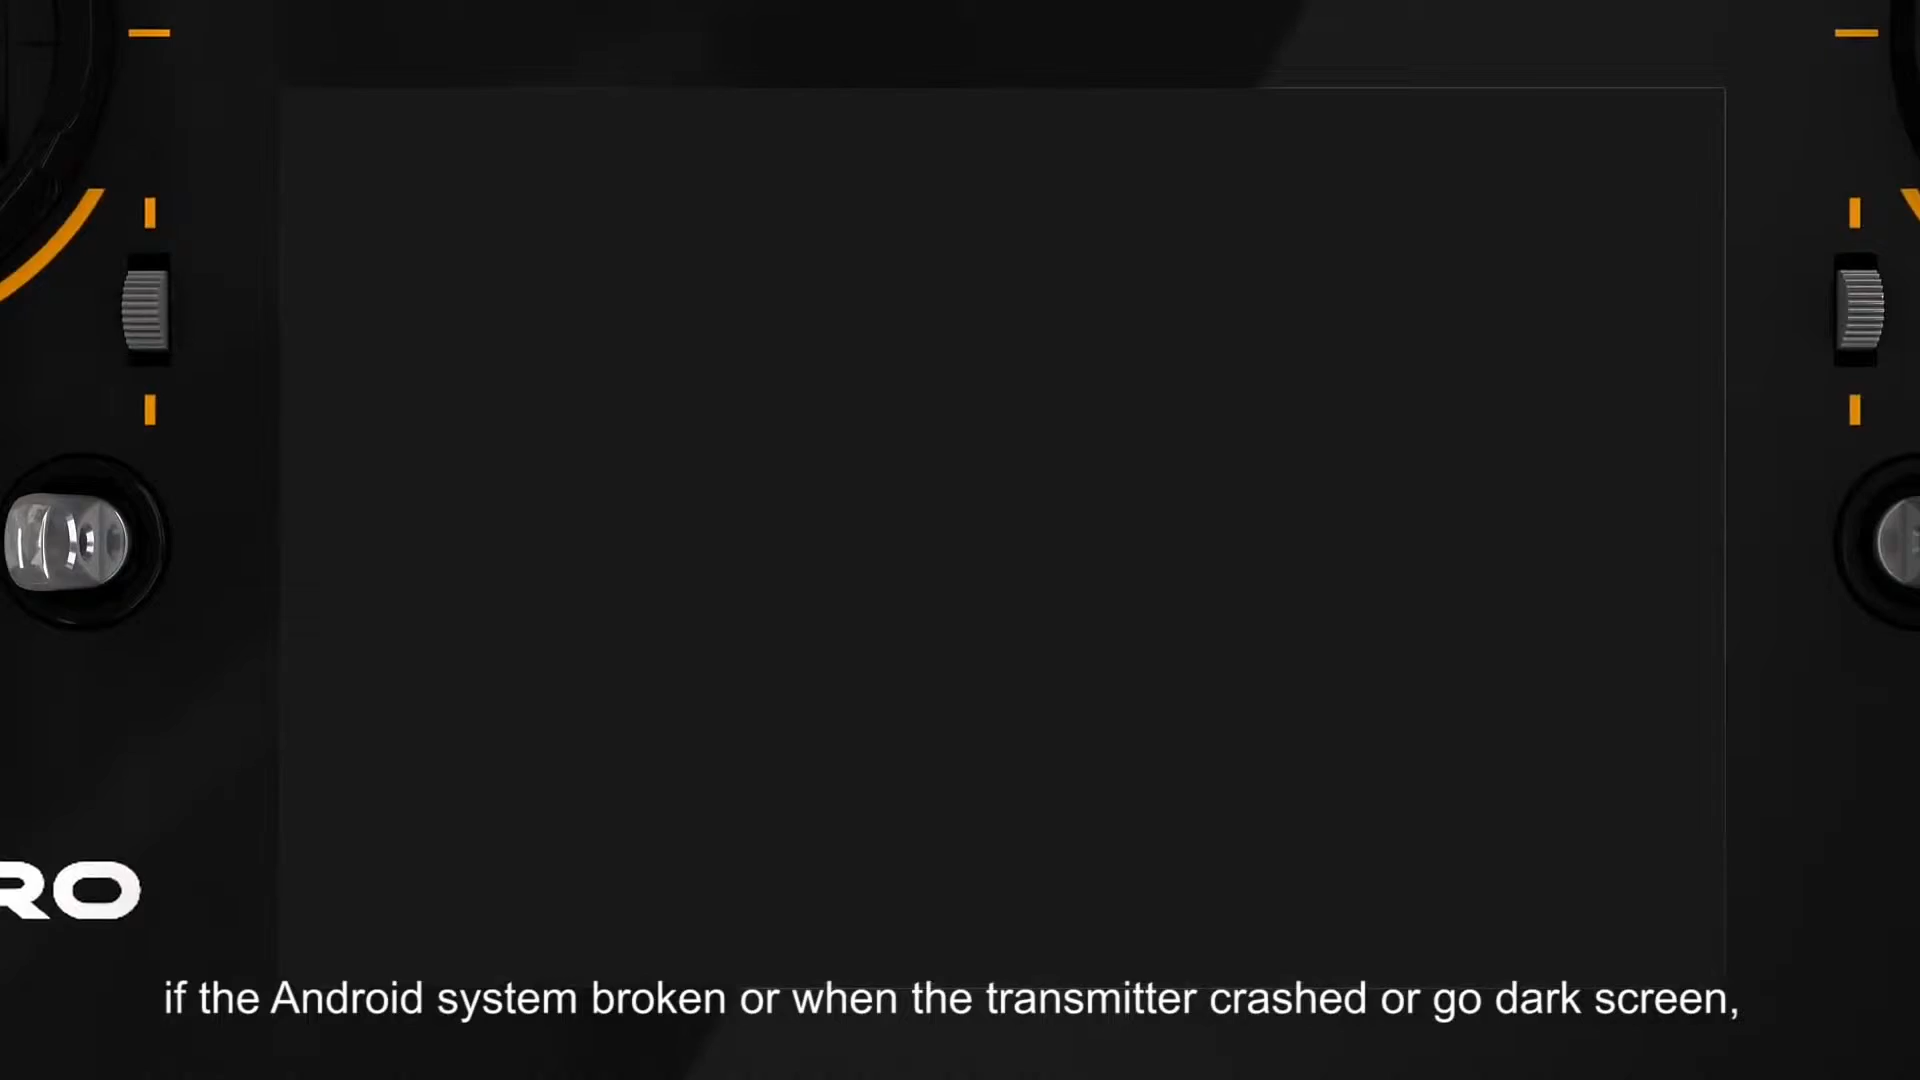 RO
if the Android system broken or when the transmitter crashed or go dark screen,